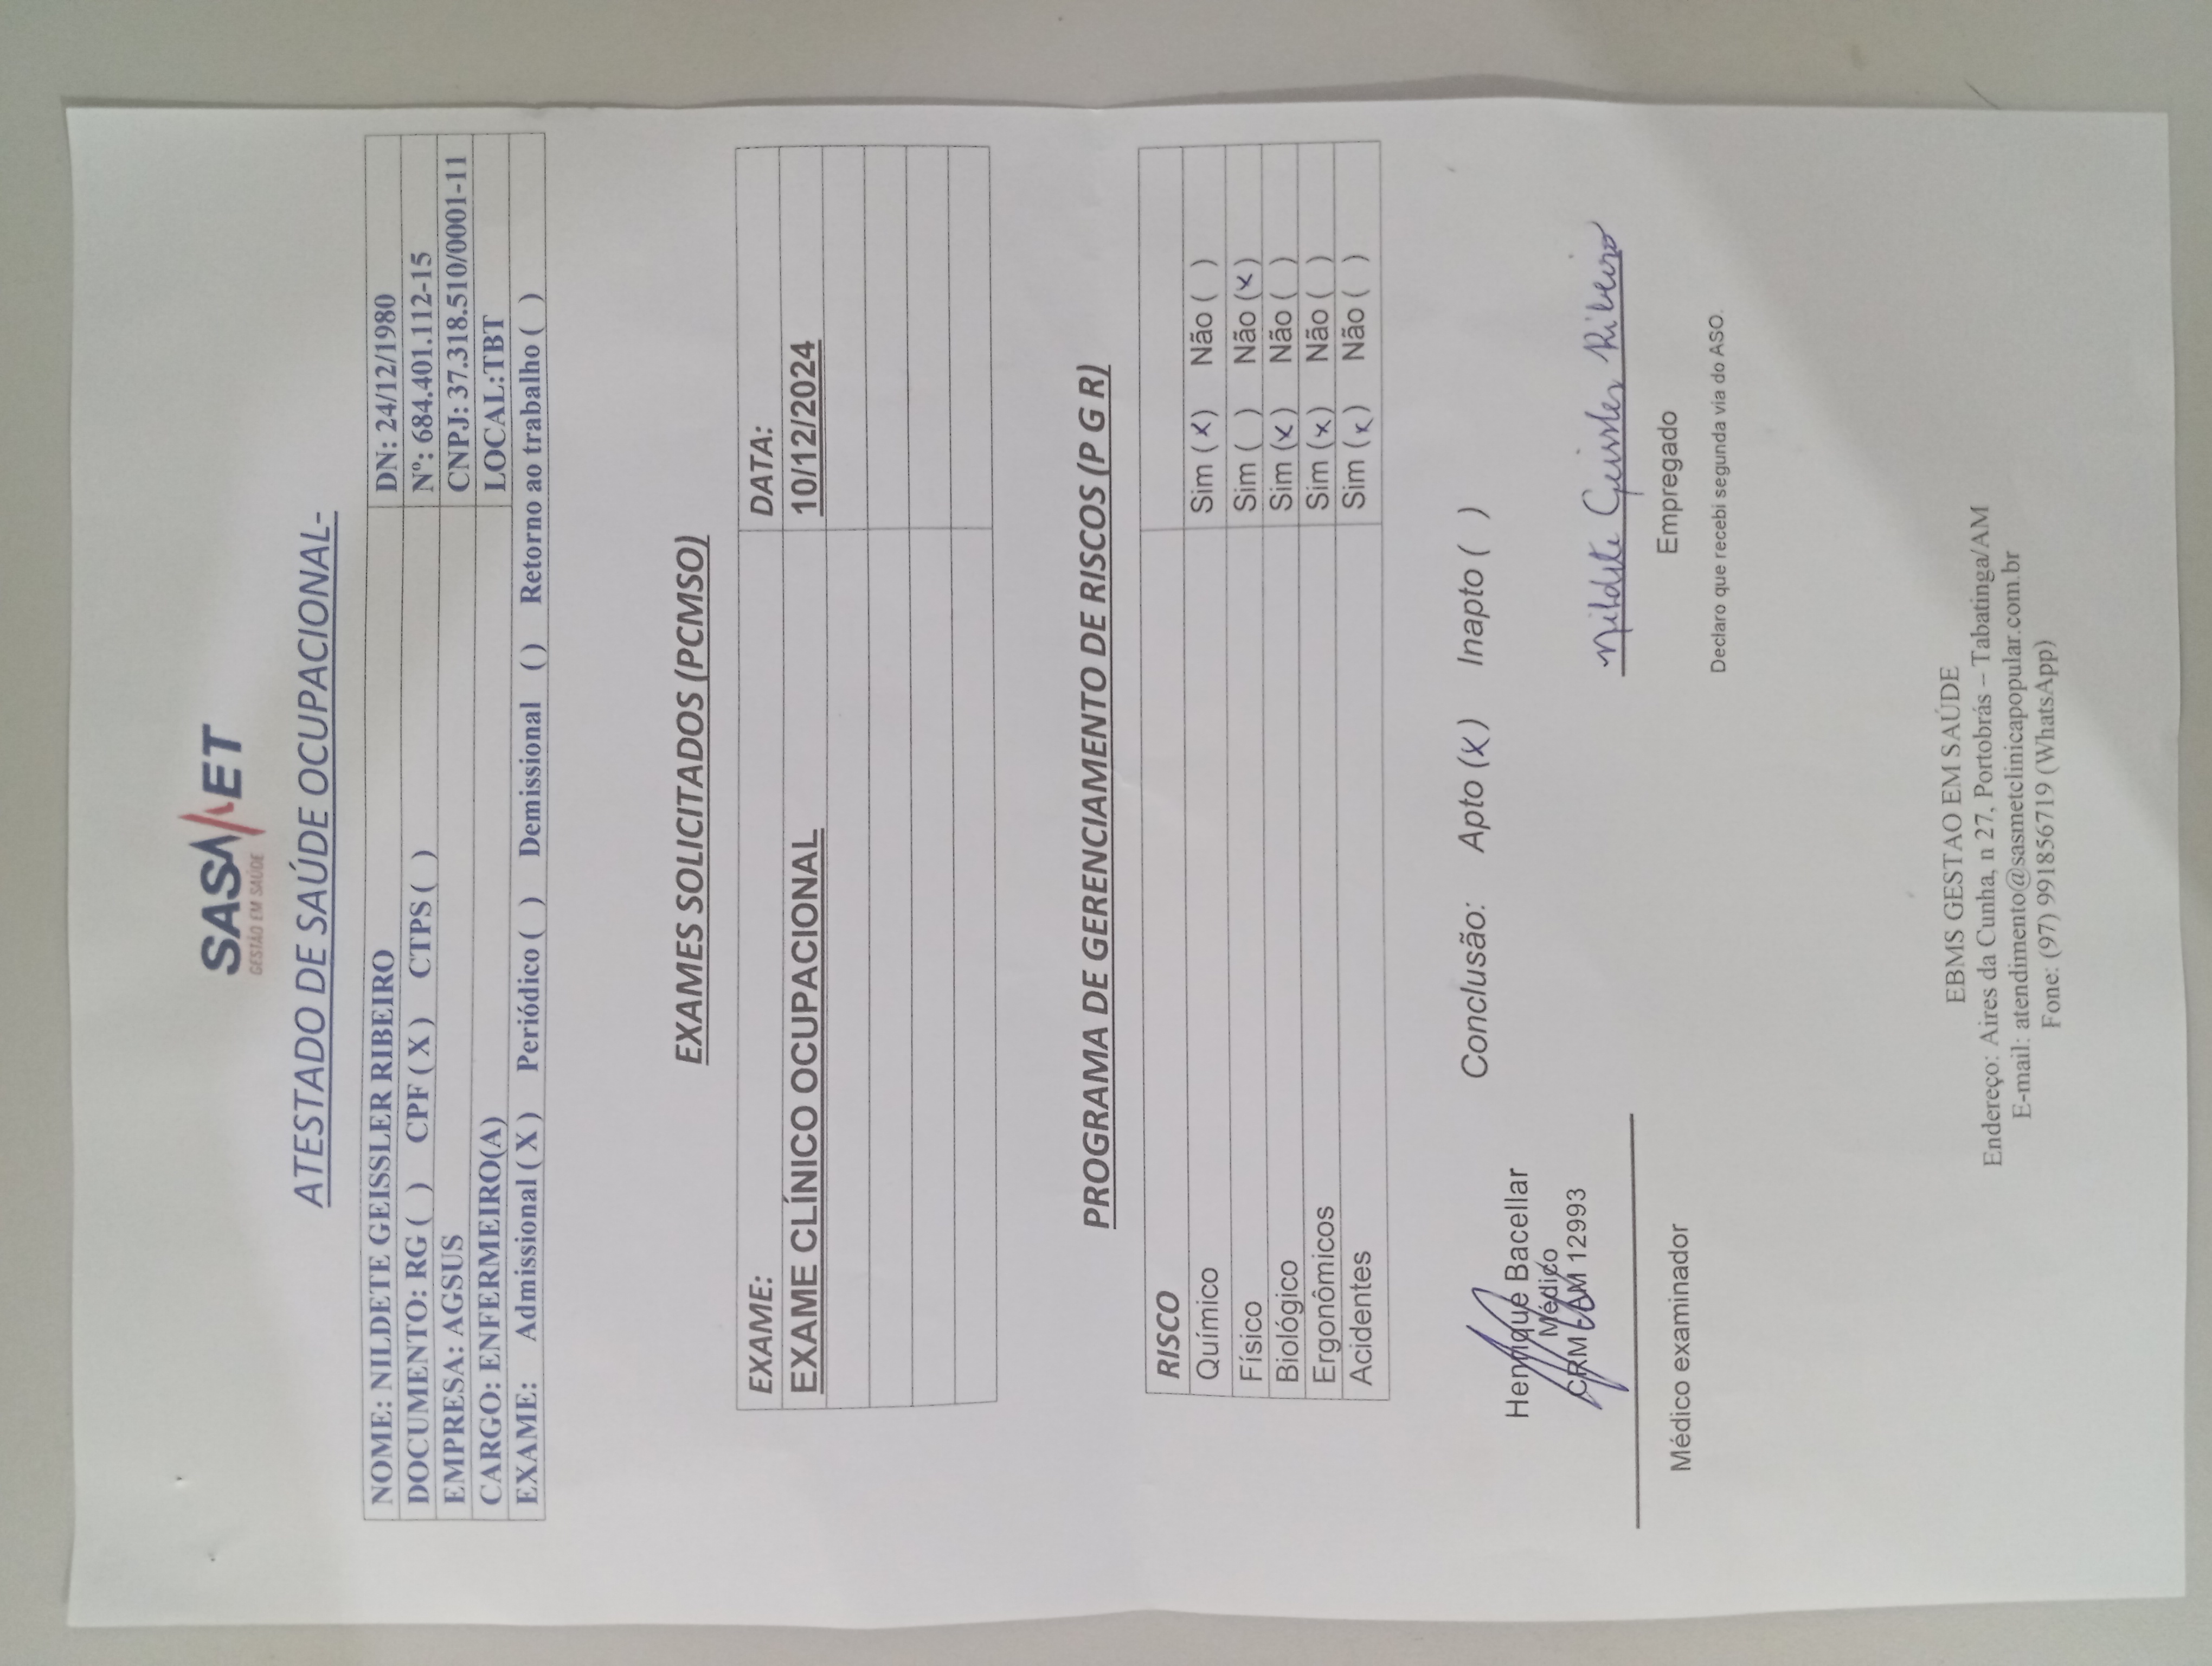 SASMET
GESTÃO EM SAÚDE
ATESTADO DE SAÚDE OCUPACIONAL-
NOME: NILDETE GEISSLER RIBEIRO DN: 24/12/1980
DOCUMENTO: RG ( ) CPF ( X ) CTPS ( ) Nº: 684.401.112-15
EMPRESA: AGSUS CNPJ: 37.318.510/0001-11
CARGO: ENFERMEIRO(A) LOCAL:TBT
EXAME: Admissional ( X ) Periódico ( ) Demissional () Retorno ao trabalho ( )
EXAMES SOLICITADOS (PCMSO)
EXAME: DATA:
EXAME CLÍNICO OCUPACIONAL 10/12/2024
PROGRAMA DE GERENCIAMENTO DE RISCOS (P G R)
RISCO
Químico Sim (x) Não ( )
Físico Sim ( ) Não (x)
Biológico Sim (x) Não ( )
Ergonômicos Sim (x) Não ( )
Acidentes Sim (x) Não ( )
Conclusão: Apto (x) Inapto ( )
Henrique Bacellar
Médico
CRM - AM 12993
Nildete Geissler Ribeiro
Médico examinador
Empregado
Declaro que recebi segunda via do ASO.
EBMS GESTAO EM SAÚDE
Endereço: Aires da Cunha, n 27, Portobrás – Tabatinga/AM
E-mail: atendimento@sasmetclinicapopular.com.br
Fone: (97) 991856719 (WhatsApp)